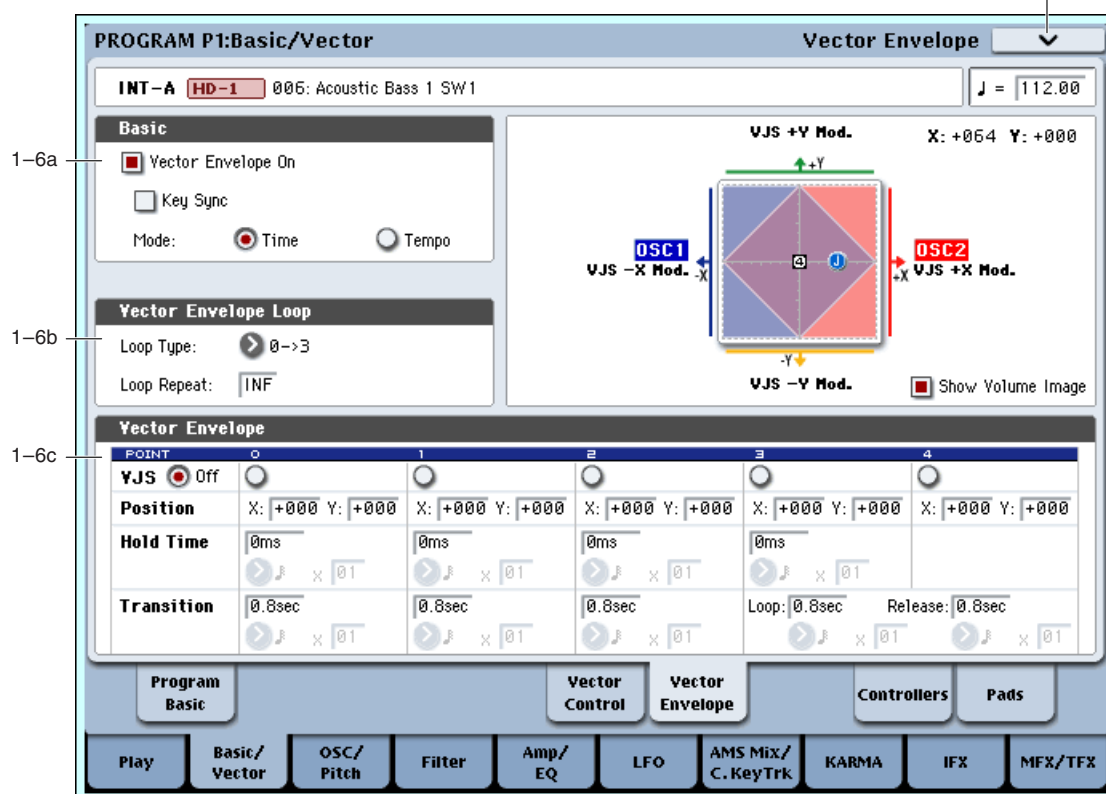 PROGRAM P1:Basic/Vector Vector Envelope
INT-A HD-1 006: Acoustic Bass 1 SW1 ♩ = 112.00
Basic
1–6a
Vector Envelope On
Key Sync
Mode: Time Tempo
VJS +Y Mod.
X: +064 Y: +000
+Y
OSC1 OSC2
VJS -X Mod. -X +X VJS +X Mod.
4 J
-Y
VJS -Y Mod.
Show Volume Image
Vector Envelope Loop
1–6b
Loop Type: 0->3
Loop Repeat: INF
Vector Envelope
1–6c
POINT 0 1 2 3 4
VJS Off
Position X: +000 Y: +000 X: +000 Y: +000 X: +000 Y: +000 X: +000 Y: +000 X: +000 Y: +000
Hold Time 0ms 0ms 0ms 0ms
x 01 x 01 x 01 x 01
Transition 0.8sec 0.8sec 0.8sec Loop: 0.8sec Release: 0.8sec
x 01 x 01 x 01 x 01 x 01
Program Basic
Vector Control
Vector Envelope
Controllers
Pads
Play
Basic/ Vector
OSC/ Pitch
Filter
Amp/ EQ
LFO
AMS Mix/ C.KeyTrk
KARMA
IFX
MFX/TFX